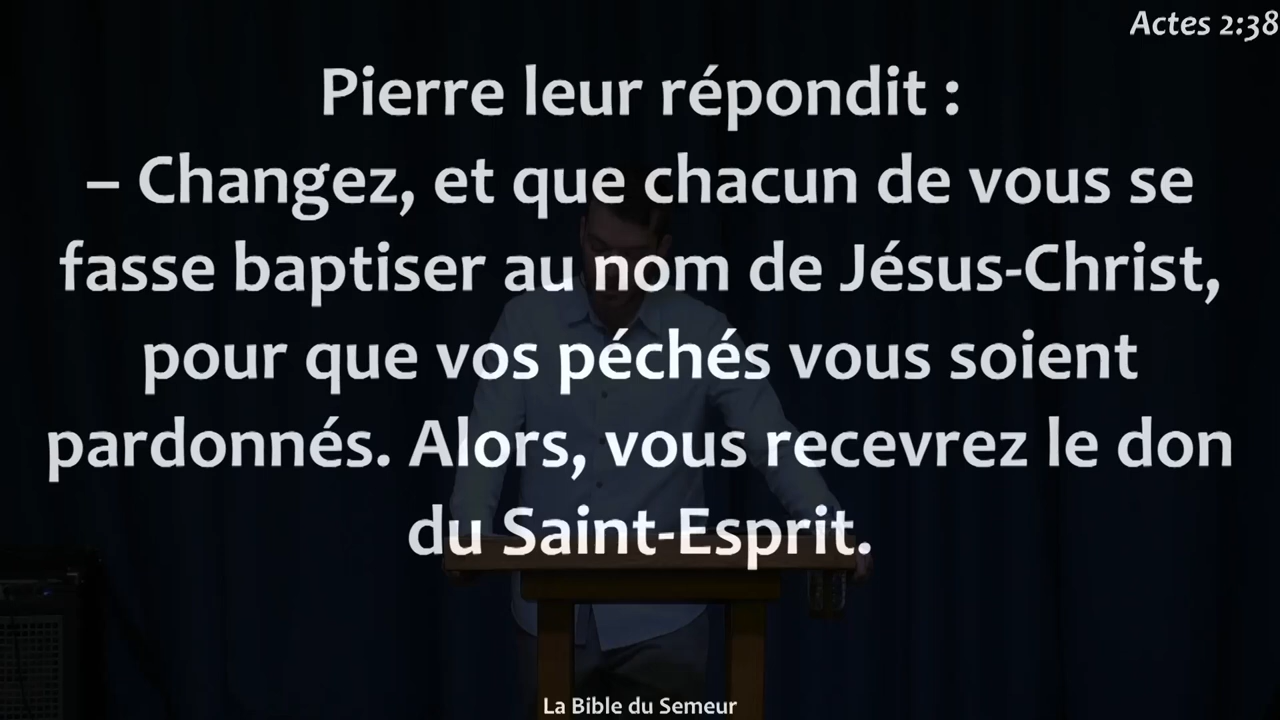 Actes 2:38
Pierre leur répondit :
– Changez, et que chacun de vous se
fasse baptiser au nom de Jésus-Christ,
pour que vos péchés vous soient
pardonnés. Alors, vous recevrez le don
du Saint-Esprit.
La Bible du Semeur